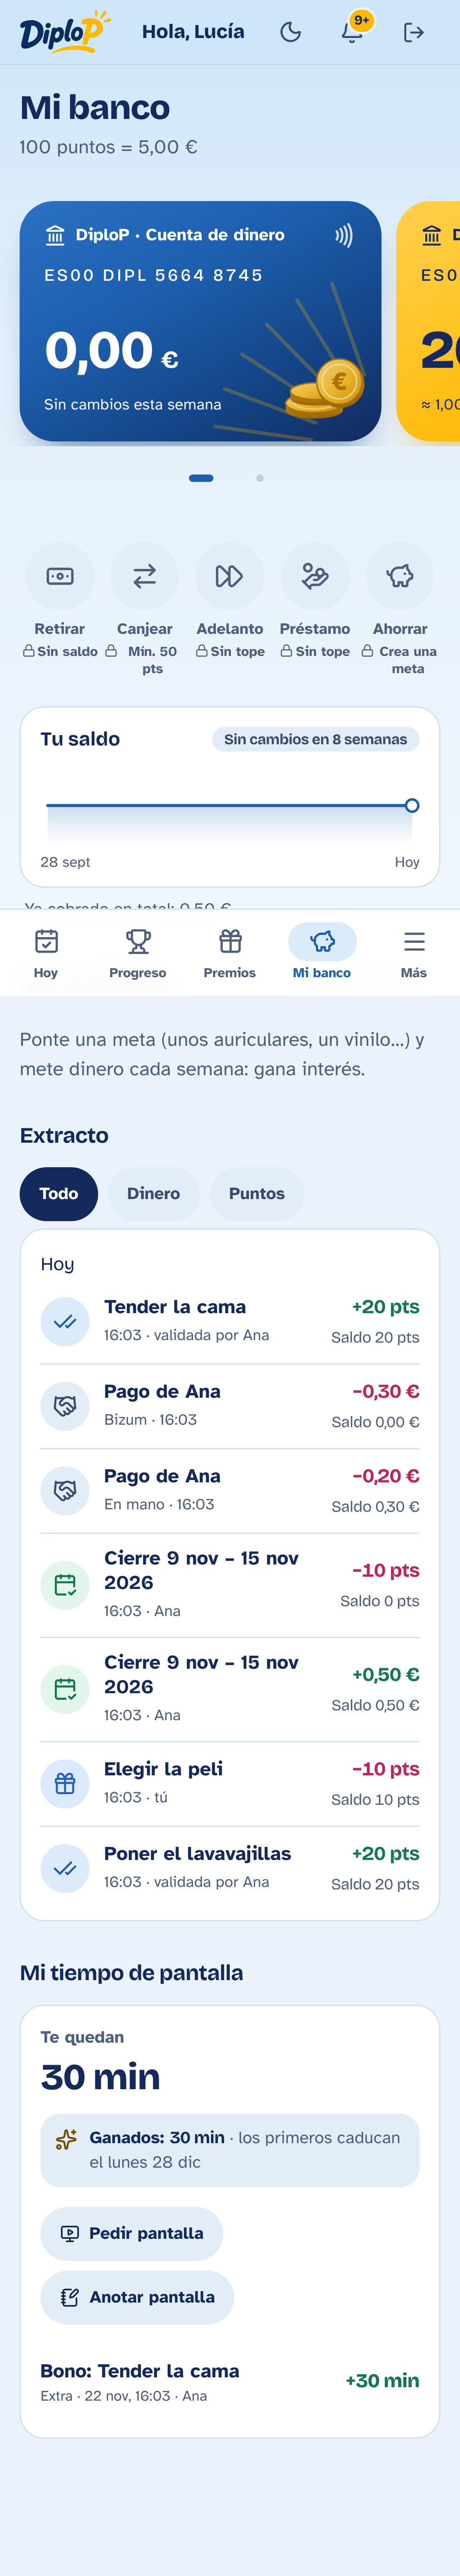 DiploP
Hola, Lucía
9+
Mi banco
100 puntos = 5,00 €
DiploP · Cuenta de dinero
ES00 DIPL 5664 8745
0,00 €
Sin cambios esta semana
D
ES0
20
≈ 1,00
Retirar
Sin saldo
Canjear
Mín. 50
pts
Adelanto
Sin tope
Préstamo
Sin tope
Ahorrar
Crea una
meta
Tu saldo
Sin cambios en 8 semanas
28 sept
Hoy
Ya cobrado en total: 0,50 €
Hoy
Progreso
Premios
Mi banco
Más
Ponte una meta (unos auriculares, un vinilo...) y
mete dinero cada semana: gana interés.
Extracto
Todo
Dinero
Puntos
Hoy
Tender la cama
+20 pts
16:03 · validada por Ana
Saldo 20 pts
Pago de Ana
−0,30 €
Bizum · 16:03
Saldo 0,00 €
Pago de Ana
−0,20 €
En mano · 16:03
Saldo 0,30 €
Cierre 9 nov – 15 nov
2026
−10 pts
16:03 · Ana
Saldo 0 pts
Cierre 9 nov – 15 nov
2026
+0,50 €
16:03 · Ana
Saldo 0,50 €
Elegir la peli
−10 pts
16:03 · tú
Saldo 10 pts
Poner el lavavajillas
+20 pts
16:03 · validada por Ana
Saldo 20 pts
Mi tiempo de pantalla
Te quedan
30 min
Ganados: 30 min · los primeros caducan
el lunes 28 dic
Pedir pantalla
Anotar pantalla
Bono: Tender la cama
+30 min
Extra · 22 nov, 16:03 · Ana